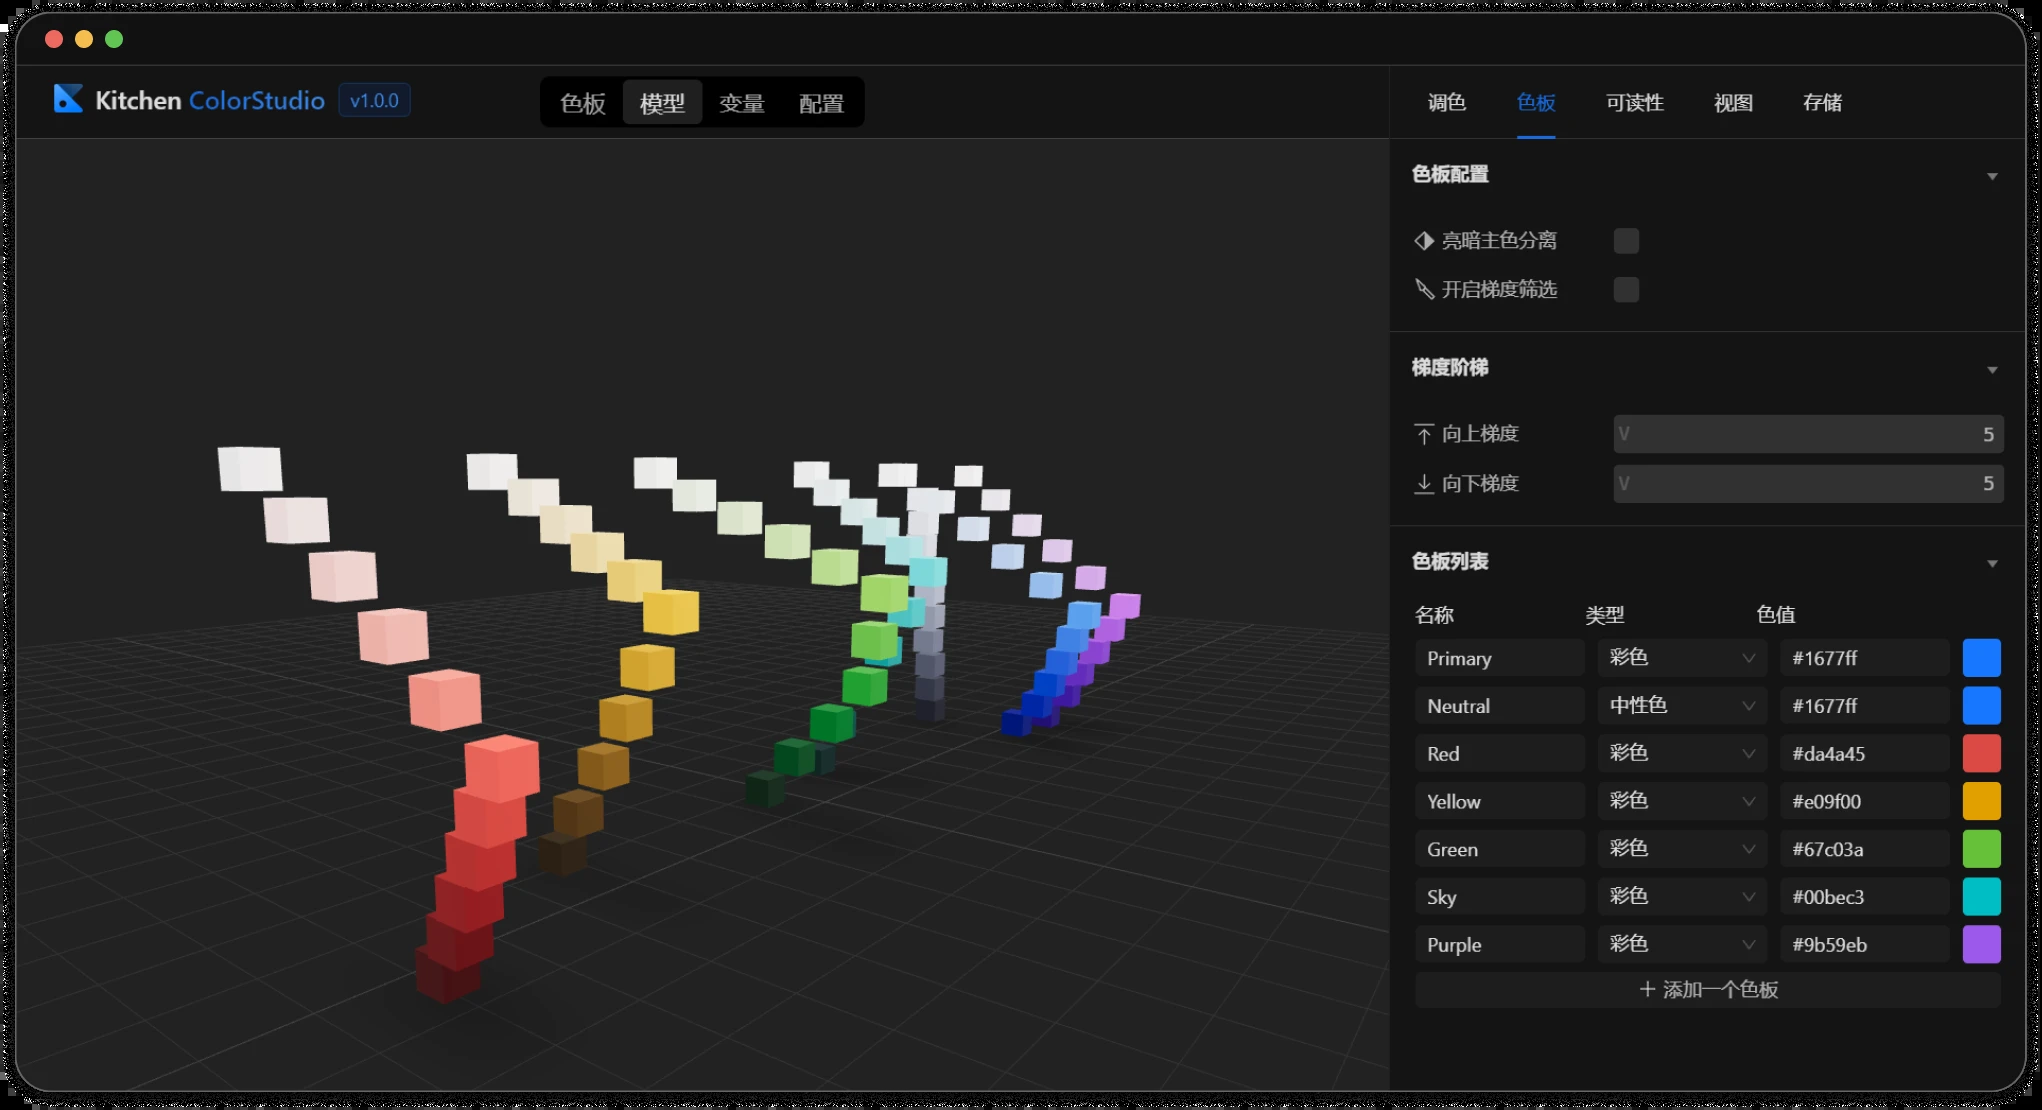 Kitchen ColorStudio v1.0.0
色板 模型 变量 配置
调色 色板 可读性 视图 存储
色板配置
亮暗主色分离
开启梯度筛选
梯度阶梯
向上梯度 V 5
向下梯度 V 5
色板列表
名称 类型 色值
Primary 彩色 #1677ff
Neutral 中性色 #1677ff
Red 彩色 #da4a45
Yellow 彩色 #e09f00
Green 彩色 #67c03a
Sky 彩色 #00bec3
Purple 彩色 #9b59eb
+ 添加一个色板